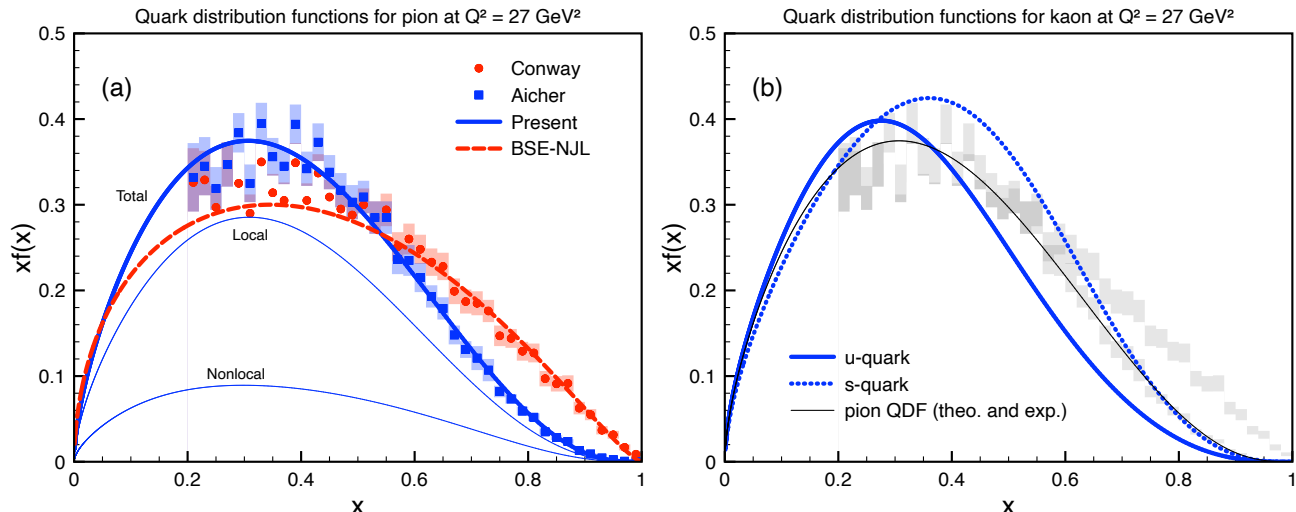 Quark distribution functions for pion at Q² = 27 GeV²
(a)
Conway
Aicher
Present
BSE-NJL
Total
Local
Nonlocal
xf(x)
0.5
0.4
0.3
0.2
0.1
0
0 0.2 0.4 0.6 0.8 1
x
Quark distribution functions for kaon at Q² = 27 GeV²
(b)
u-quark
s-quark
pion QDF (theo. and exp.)
xf(x)
0.5
0.4
0.3
0.2
0.1
0
0 0.2 0.4 0.6 0.8 1
x